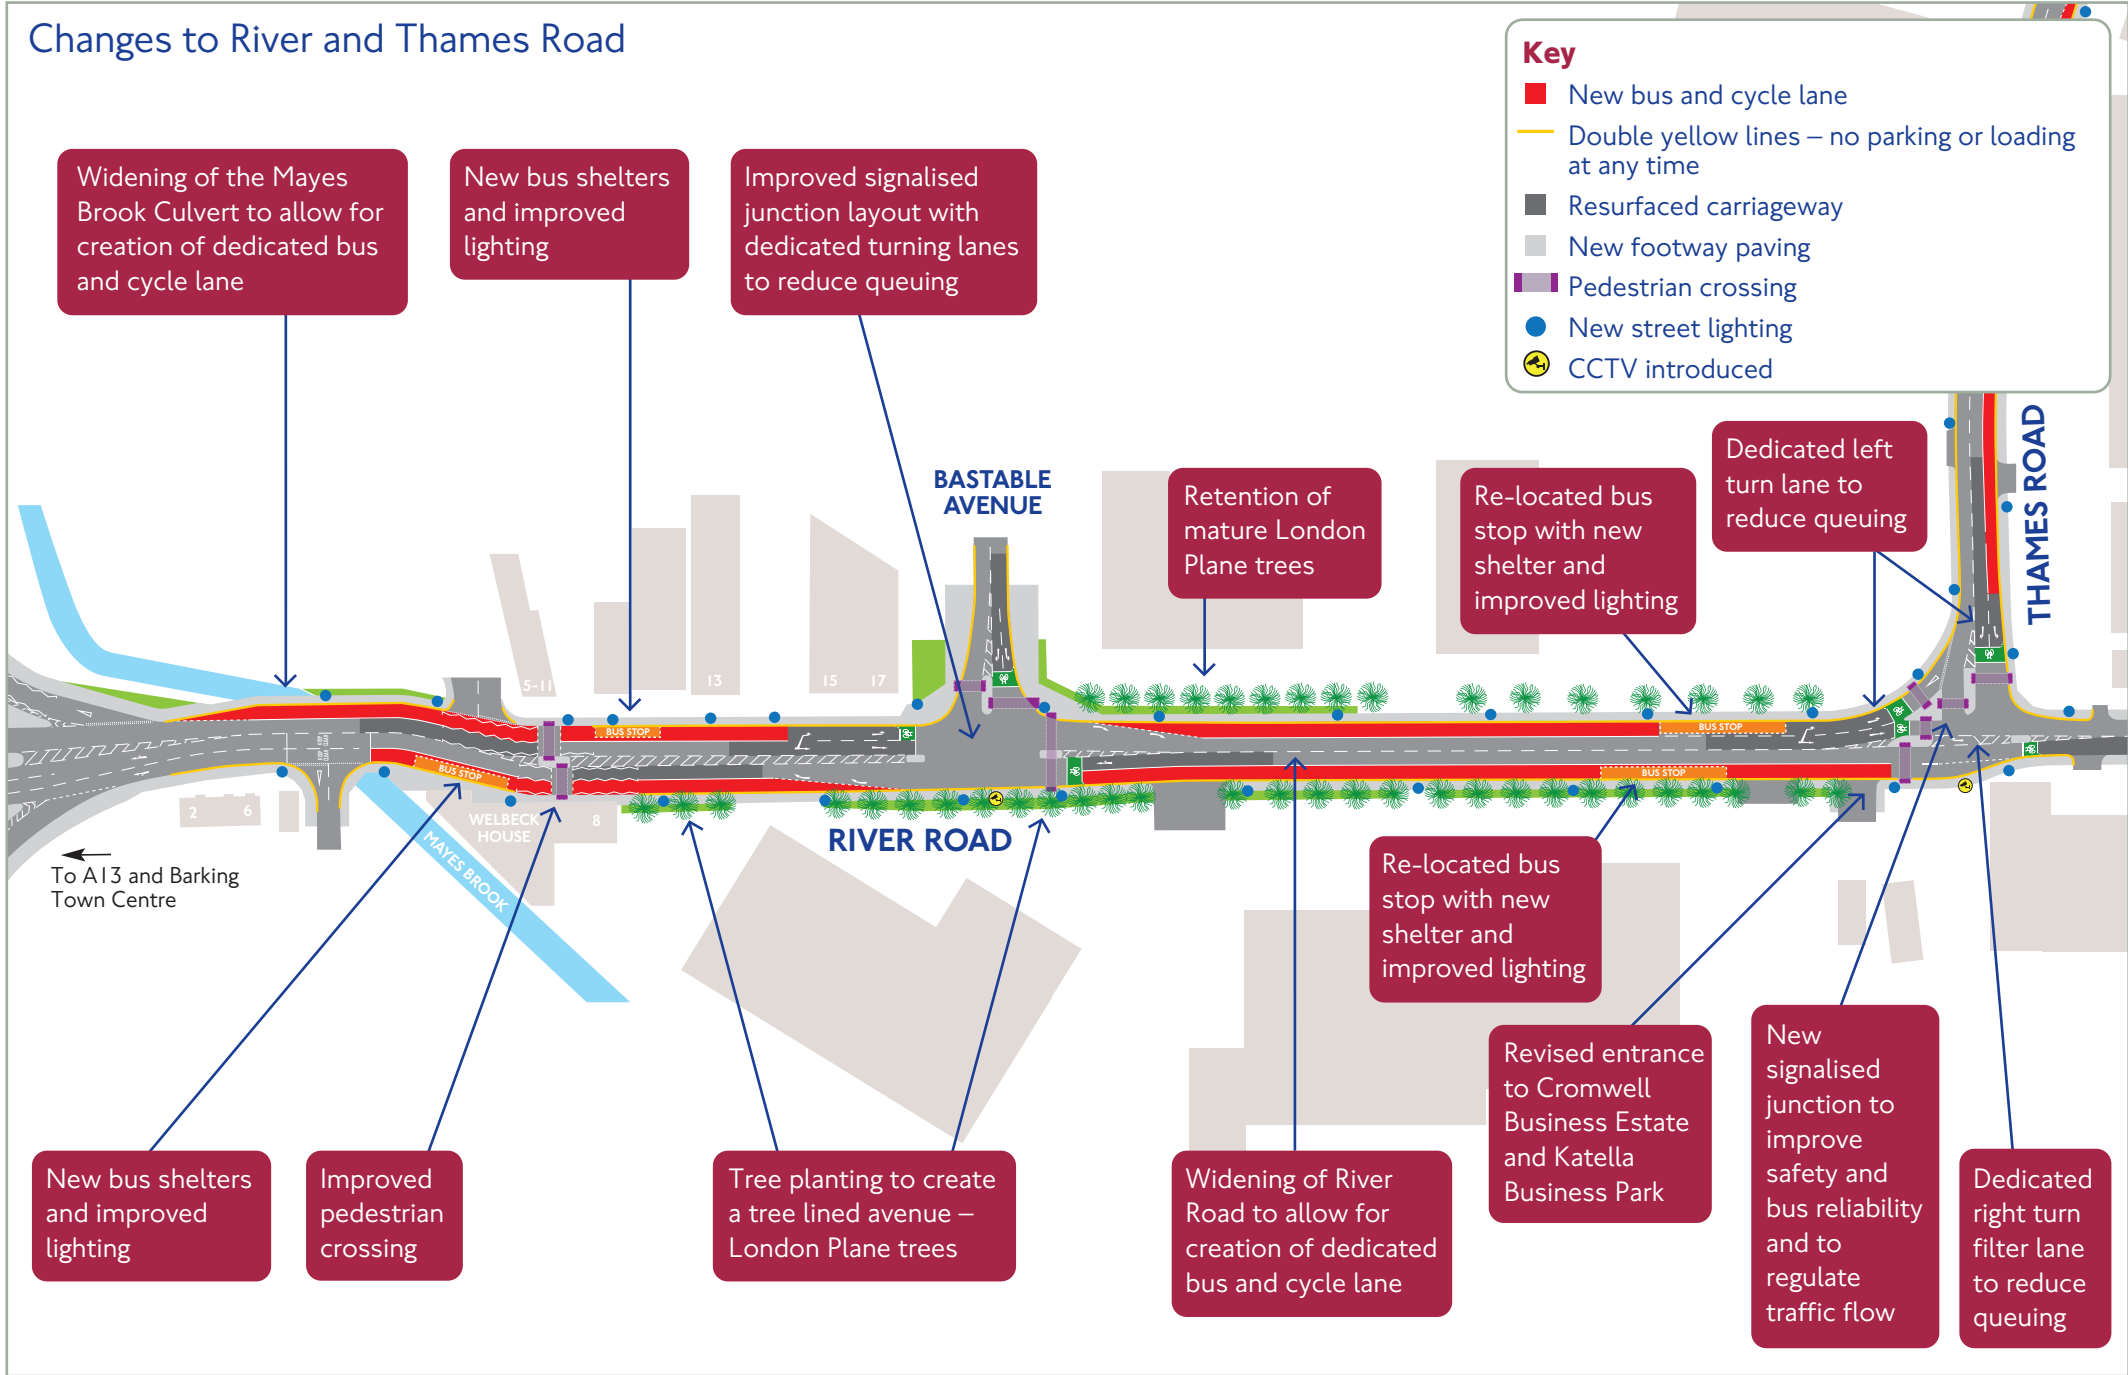 Changes to River and Thames Road
Key
New bus and cycle lane
Double yellow lines – no parking or loading
at any time
Resurfaced carriageway
New footway paving
Pedestrian crossing
New street lighting
CCTV introduced
Widening of the Mayes
Brook Culvert to allow for
creation of dedicated bus
and cycle lane
New bus shelters
and improved
lighting
Improved signalised
junction layout with
dedicated turning lanes
to reduce queuing
BASTABLE
AVENUE
Retention of
mature London
Plane trees
Re-located bus
stop with new
shelter and
improved lighting
Dedicated left
turn lane to
reduce queuing
THAMES ROAD
5-11
13
15
17
BUS STOP
BUS STOP
BUS STOP
BUS STOP
KEEP
CLEAR
KEEP
CLEAR
2
6
WELBECK
HOUSE
8
MAYES BROOK
RIVER ROAD
To A13 and Barking
Town Centre
Re-located bus
stop with new
shelter and
improved lighting
New bus shelters
and improved
lighting
Improved
pedestrian
crossing
Tree planting to create
a tree lined avenue –
London Plane trees
Widening of River
Road to allow for
creation of dedicated
bus and cycle lane
Revised entrance
to Cromwell
Business Estate
and Katella
Business Park
New
signalised
junction to
improve
safety and
bus reliability
and to
regulate
traffic flow
Dedicated
right turn
filter lane
to reduce
queuing